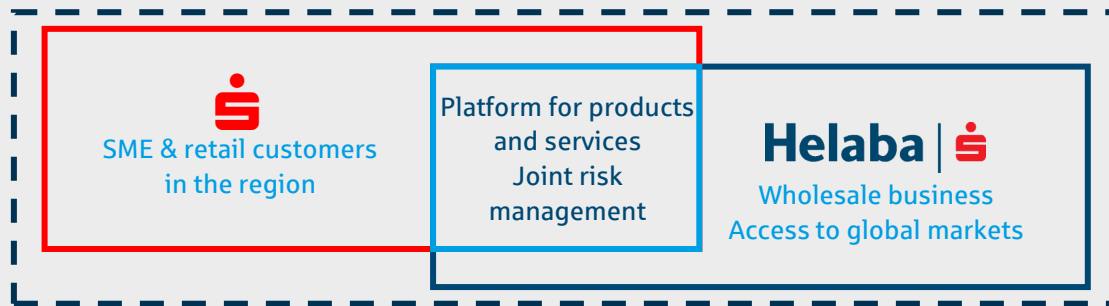 SME & retail customers
in the region
Platform for products
and services
Joint risk
management
Helaba
Wholesale business
Access to global markets